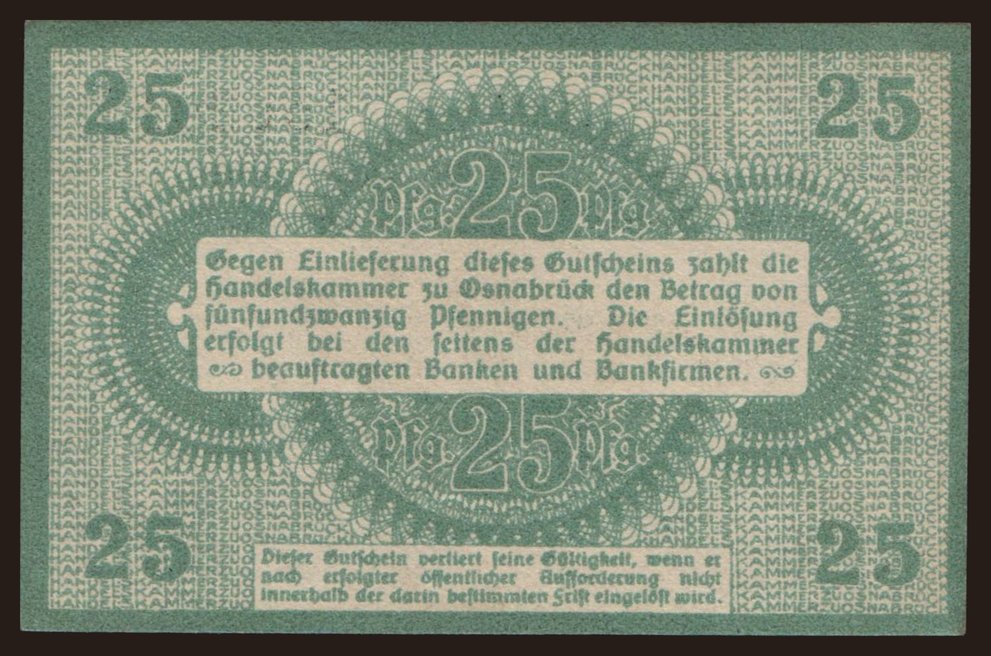 25 25
Pfg. 25 Pfg.
Gegen Einlieferung dieses Gutscheins zahlt die
Handelskammer zu Osnabrück den Betrag von
fünfundzwanzig Pfennigen. Die Einlösung
erfolgt bei den seitens der Handelskammer
beauftragten Banken und Bankfirmen.
Pfg. 25 Pfg.
25 25
Dieser Gutschein verliert seine Gültigkeit, wenn er
nach erfolgter öffentlicher Aufforderung nicht
innerhalb der darin bestimmten Frist eingelöst wird.